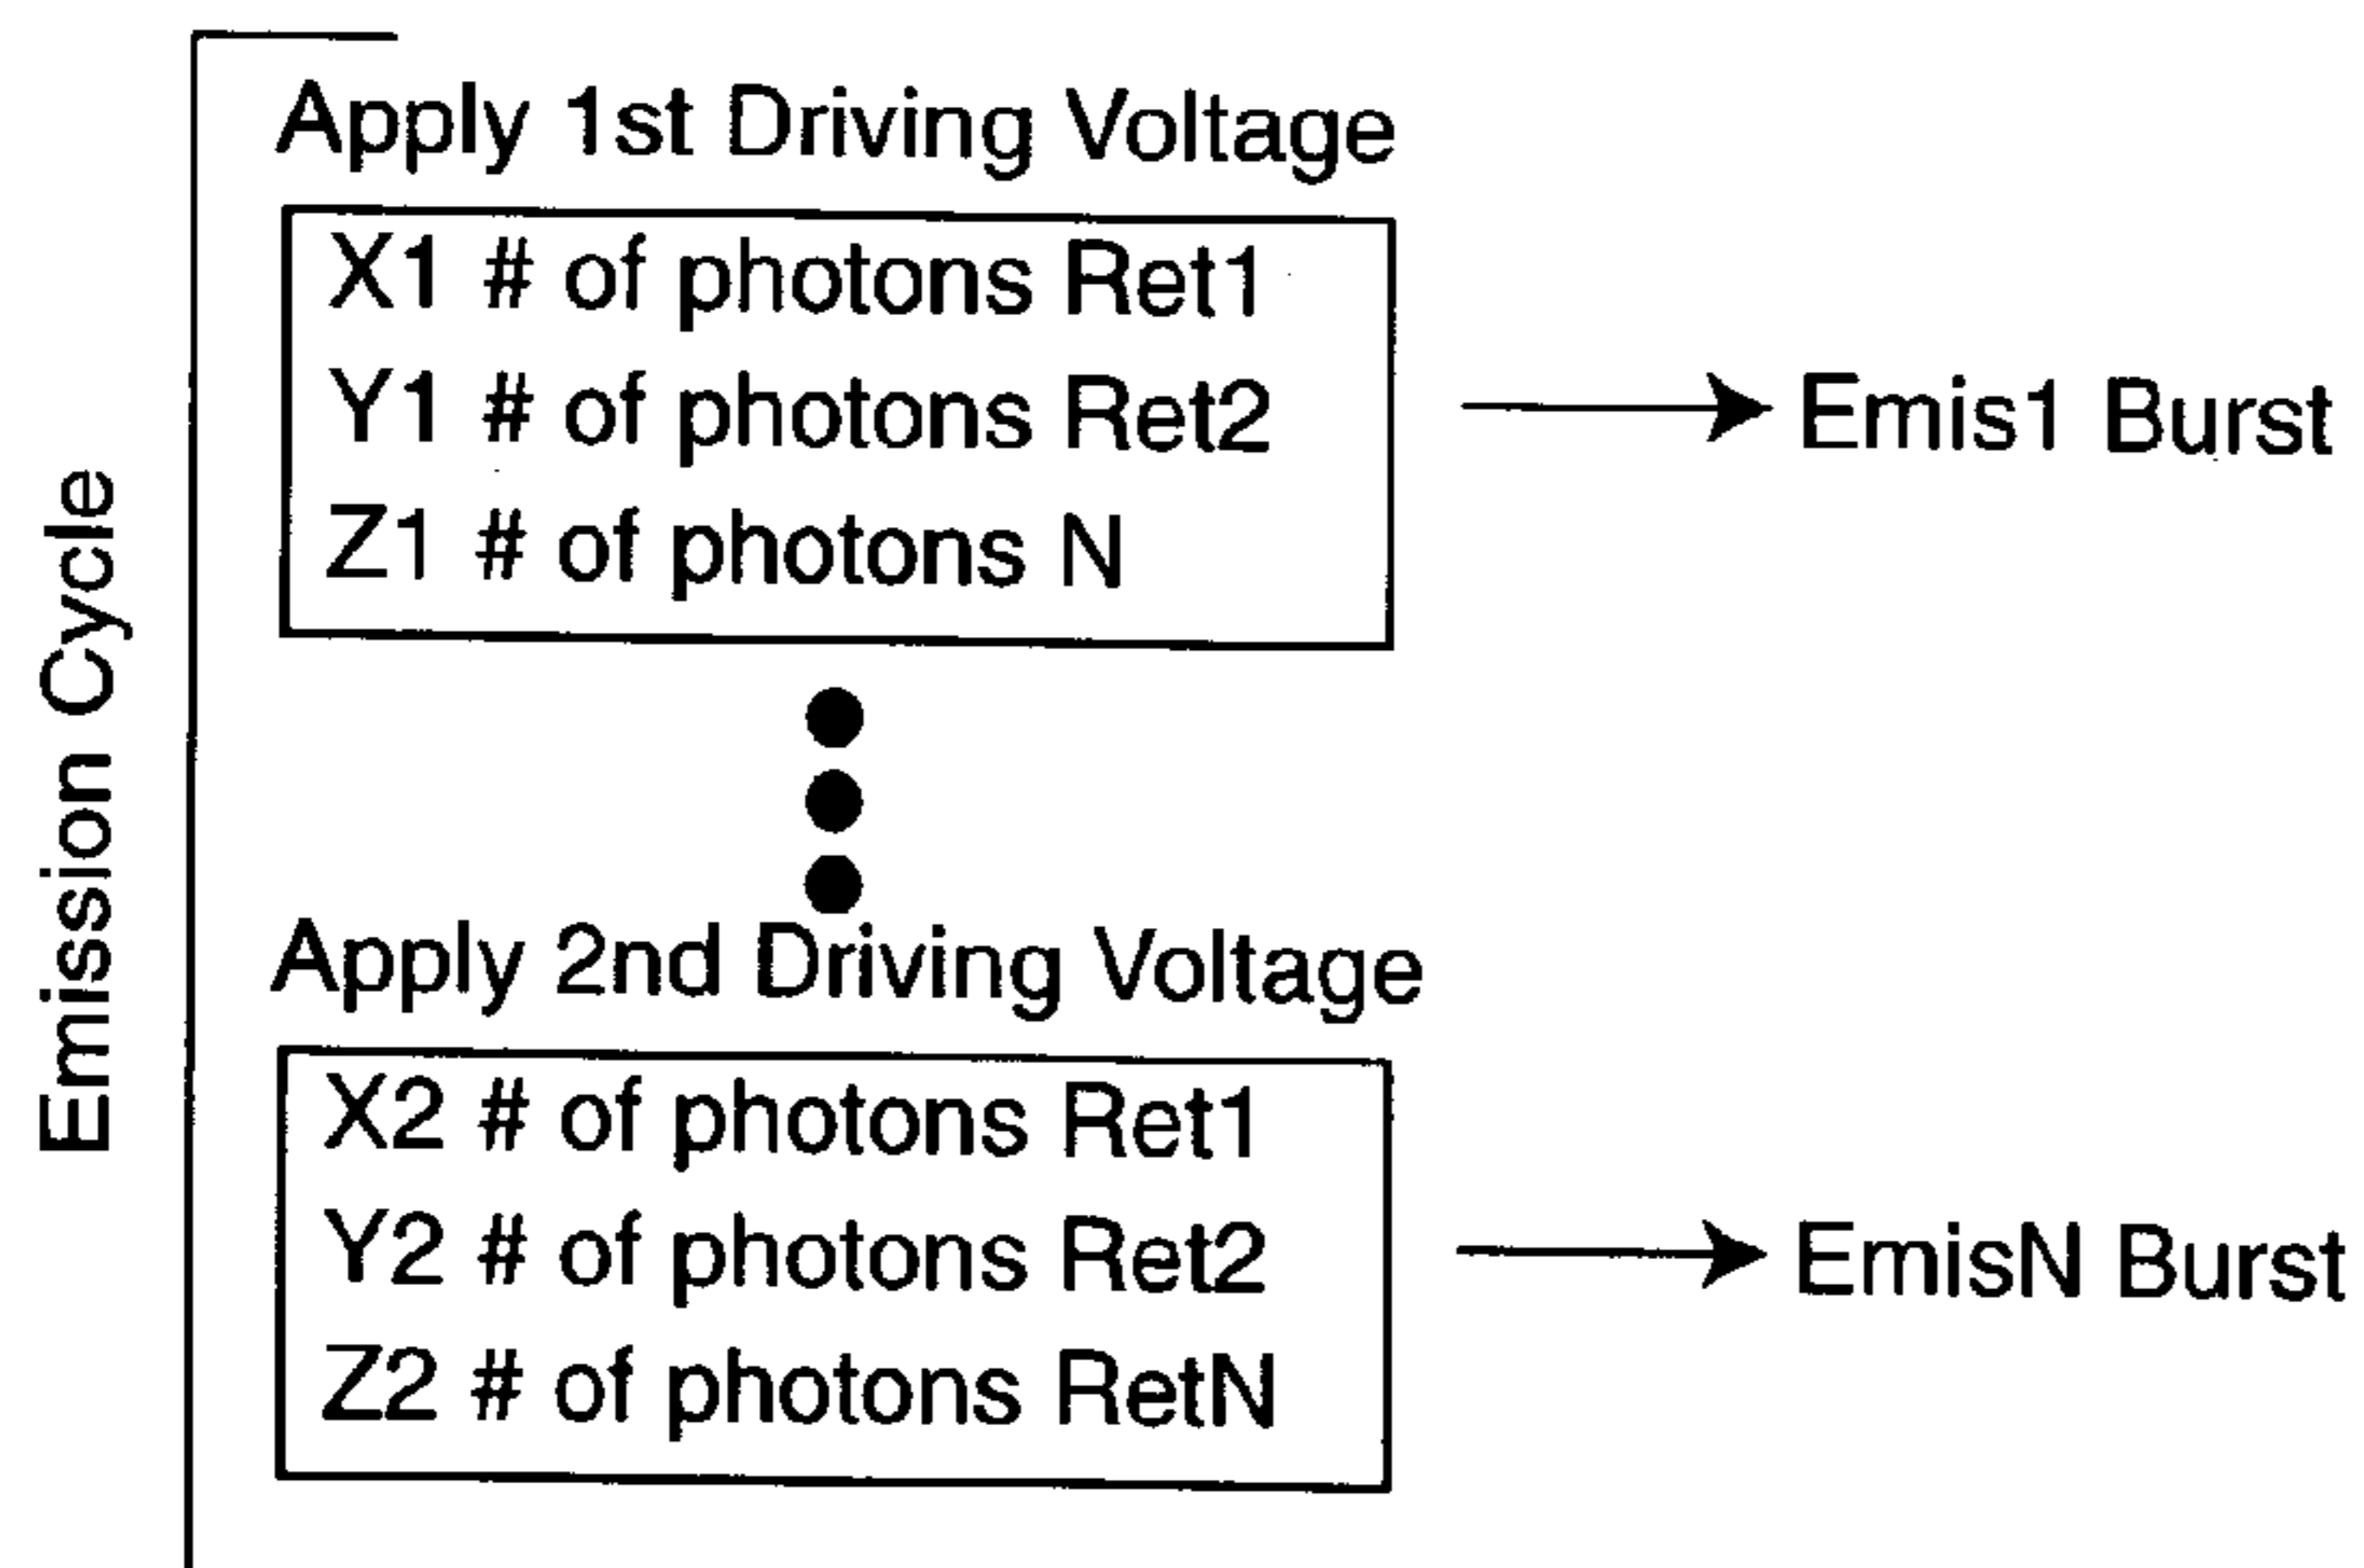 Emission Cycle
Apply 1st Driving Voltage
X1 # of photons Ret1
Y1 # of photons Ret2
Z1 # of photons N
Emis1 Burst
Apply 2nd Driving Voltage
X2 # of photons Ret1
Y2 # of photons Ret2
Z2 # of photons RetN
EmisN Burst